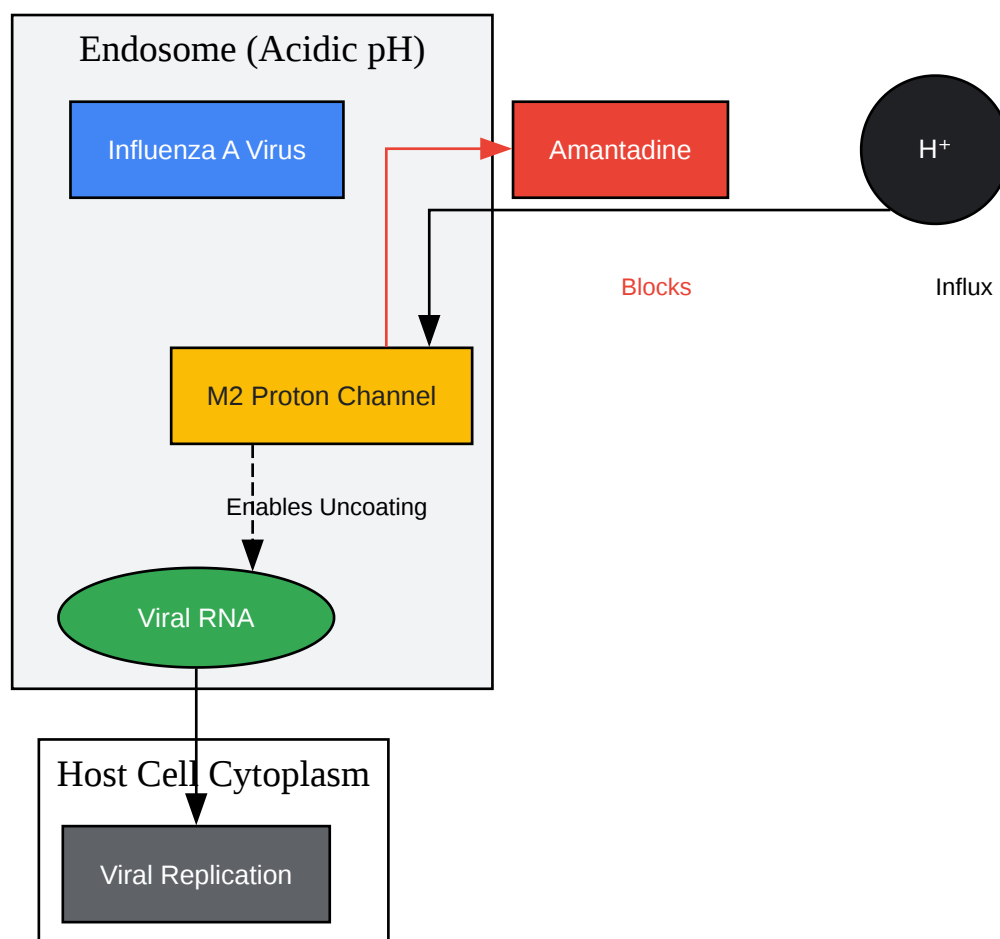 Endosome (Acidic pH)
Influenza A Virus
Amantadine
H⁺
Blocks
Influx
M2 Proton Channel
Enables Uncoating
Viral RNA
Host Cell Cytoplasm
Viral Replication